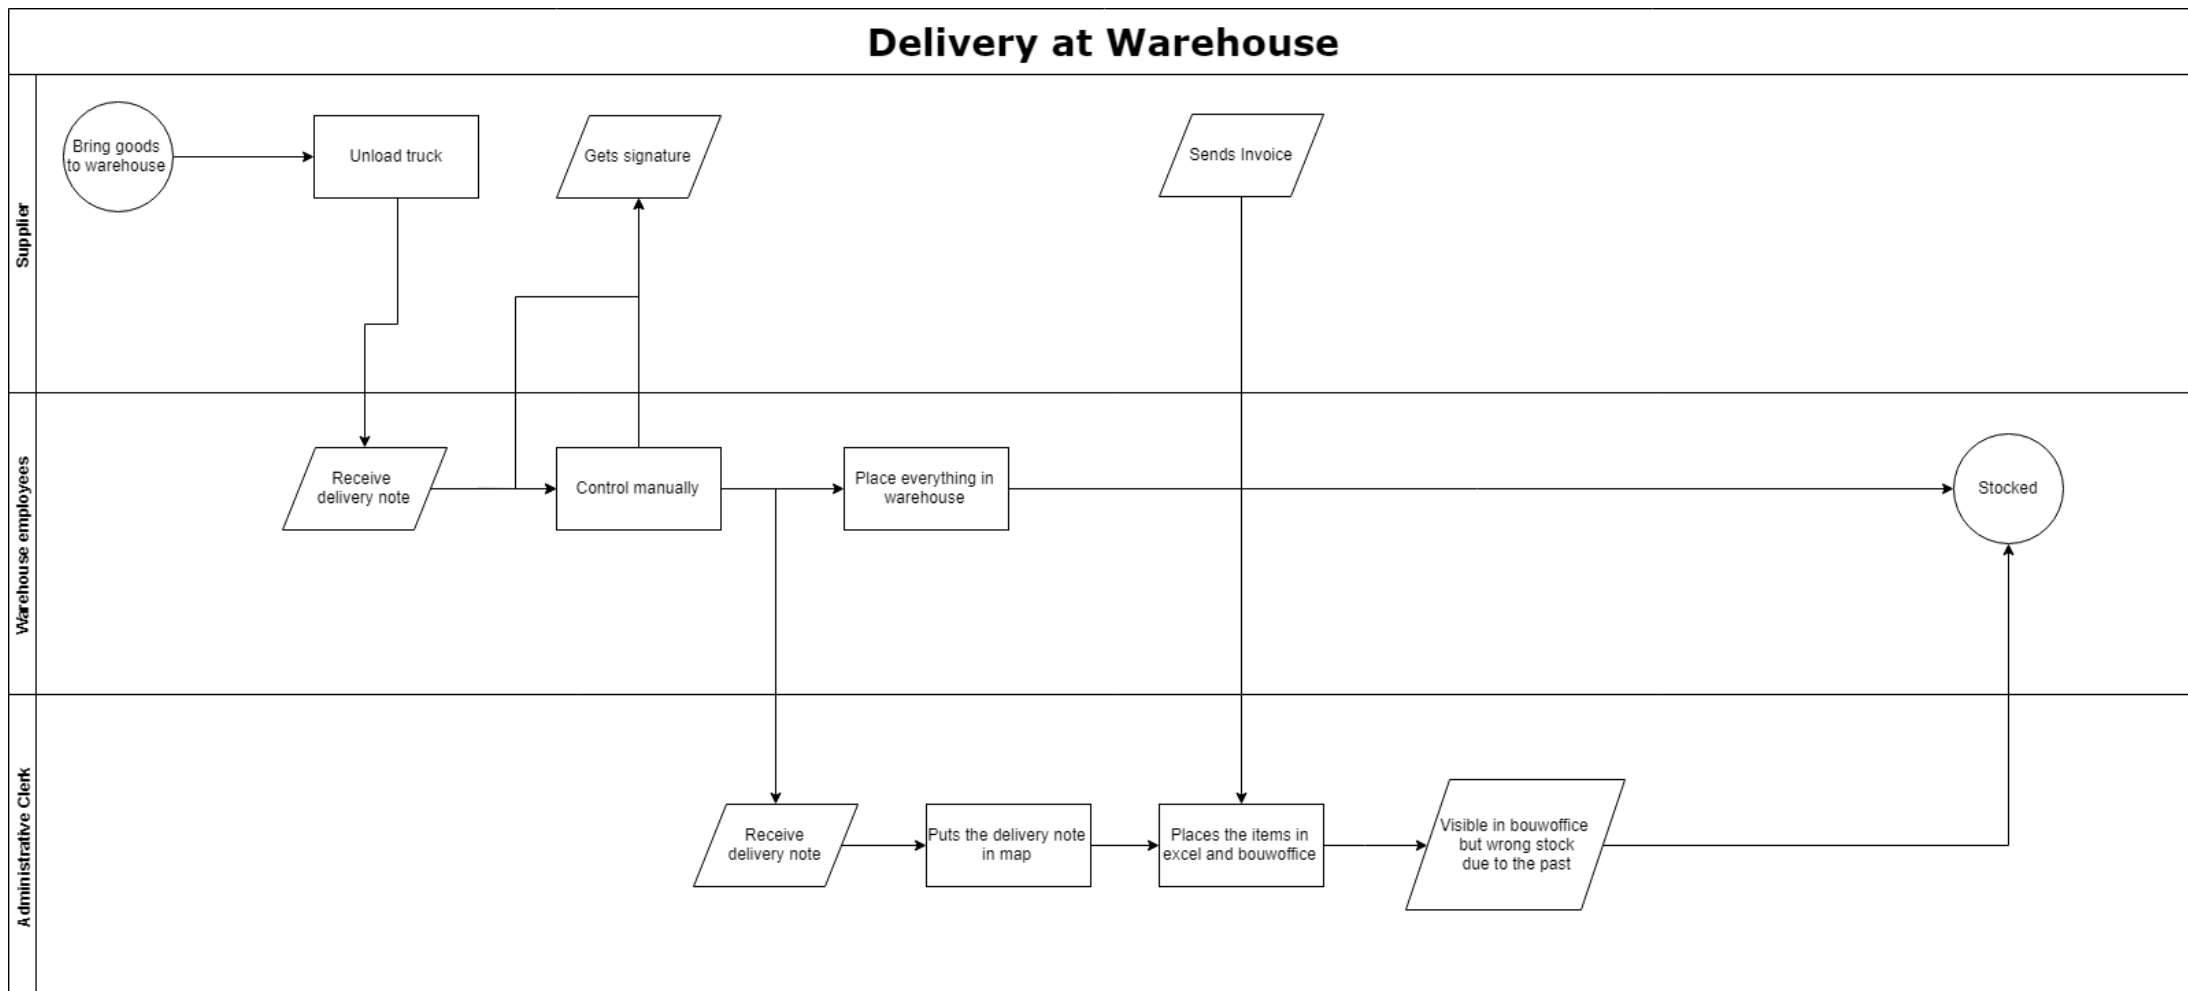 Delivery at Warehouse
Supplier
Bring goods
to warehouse
Unload truck
Gets signature
Sends Invoice
Warehouse employees
Receive
delivery note
Control manually
Place everything in
warehouse
Stocked
Administrative Clerk
Receive
delivery note
Puts the delivery note
in map
Places the items in
excel and bouwoffice
Visible in bouwoffice
but wrong stock
due to the past